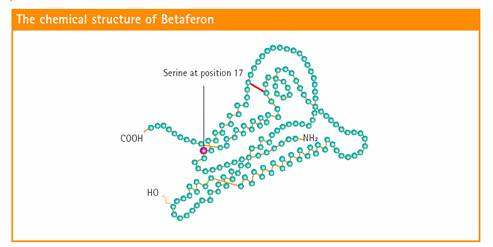 The chemical structure of Betaferon
Serine at position 17
COOH
NH₂
HO